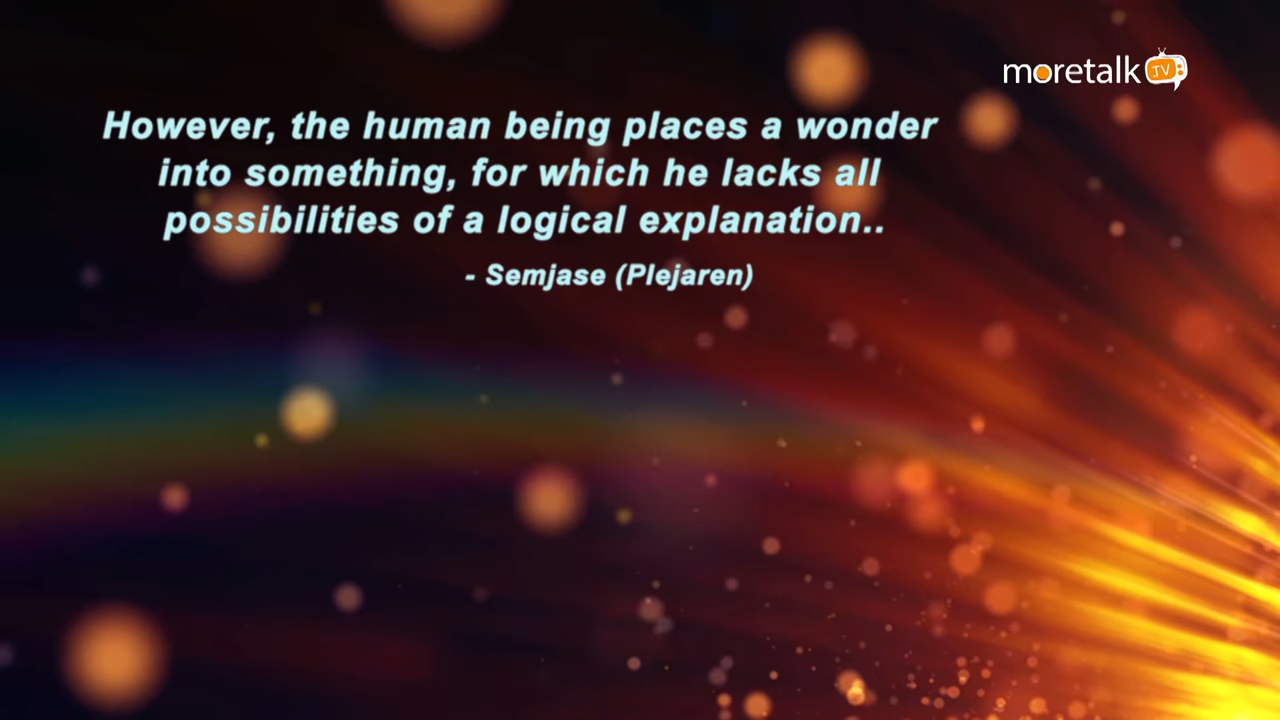 moretalk TV
However, the human being places a wonder
into something, for which he lacks all
possibilities of a logical explanation..
- Semjase (Plejaren)